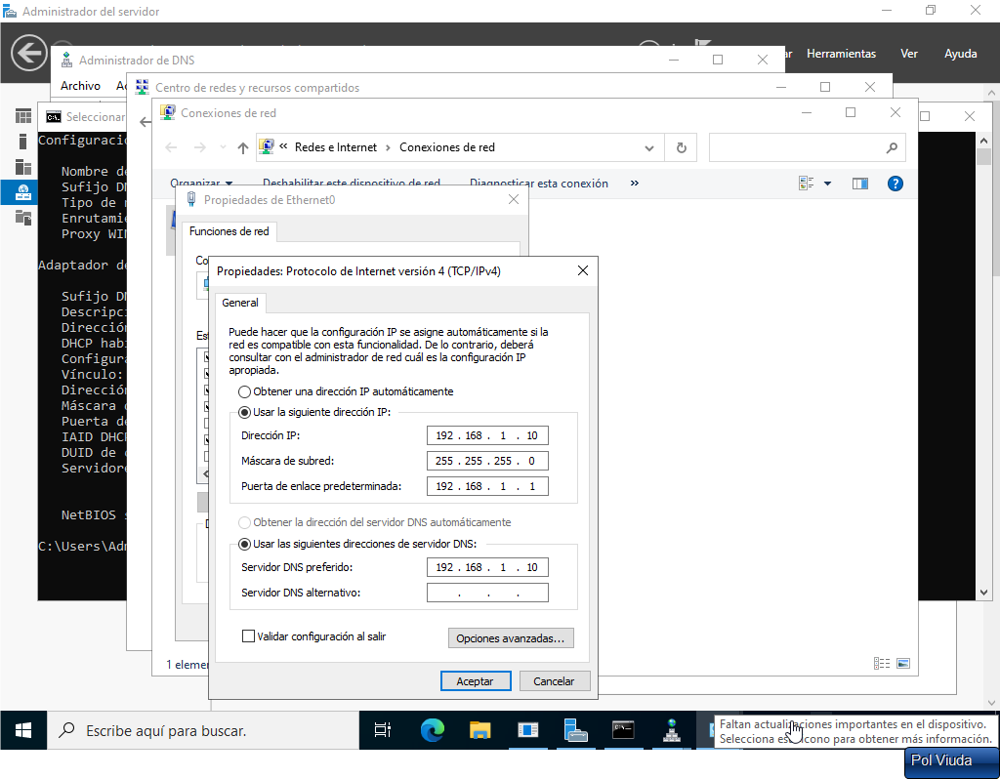 Administrador del servidor
Herramientas
Ver
Ayuda
Administrador de DNS
Archivo
Centro de redes y recursos compartidos
Seleccionar
Conexiones de red
« Redes e Internet › Conexiones de red
Organizar
Deshabilitar este dispositivo de red
Diagnosticar esta conexión
»
Propiedades de Ethernet0
Funciones de red
Propiedades: Protocolo de Internet versión 4 (TCP/IPv4)
General
Puede hacer que la configuración IP se asigne automáticamente si la
red es compatible con esta funcionalidad. De lo contrario, deberá
consultar con el administrador de red cuál es la configuración IP
apropiada.
Obtener una dirección IP automáticamente
Usar la siguiente dirección IP:
Dirección IP: 192 . 168 . 1 . 10
Máscara de subred: 255 . 255 . 255 . 0
Puerta de enlace predeterminada: 192 . 168 . 1 . 1
Obtener la dirección del servidor DNS automáticamente
Usar las siguientes direcciones de servidor DNS:
Servidor DNS preferido: 192 . 168 . 1 . 10
Servidor DNS alternativo: . . .
Validar configuración al salir
Opciones avanzadas...
Aceptar
Cancelar
Configuració
Nombre de
Sufijo DN
Tipo de
Enrutamie
Proxy WIN
Adaptador de
Sufijo DN
Descripci
Dirección
DHCP habi
Configura
Vínculo:
Dirección
Máscara
Puerta de
IAID DHCP
DUID de
Servidore
NetBIOS
C:\Users\Adm
1 elemen
Escribe aquí para buscar.
Faltan actualizaciones importantes en el dispositivo.
Selecciona este icono para obtener más información.
Pol Viuda